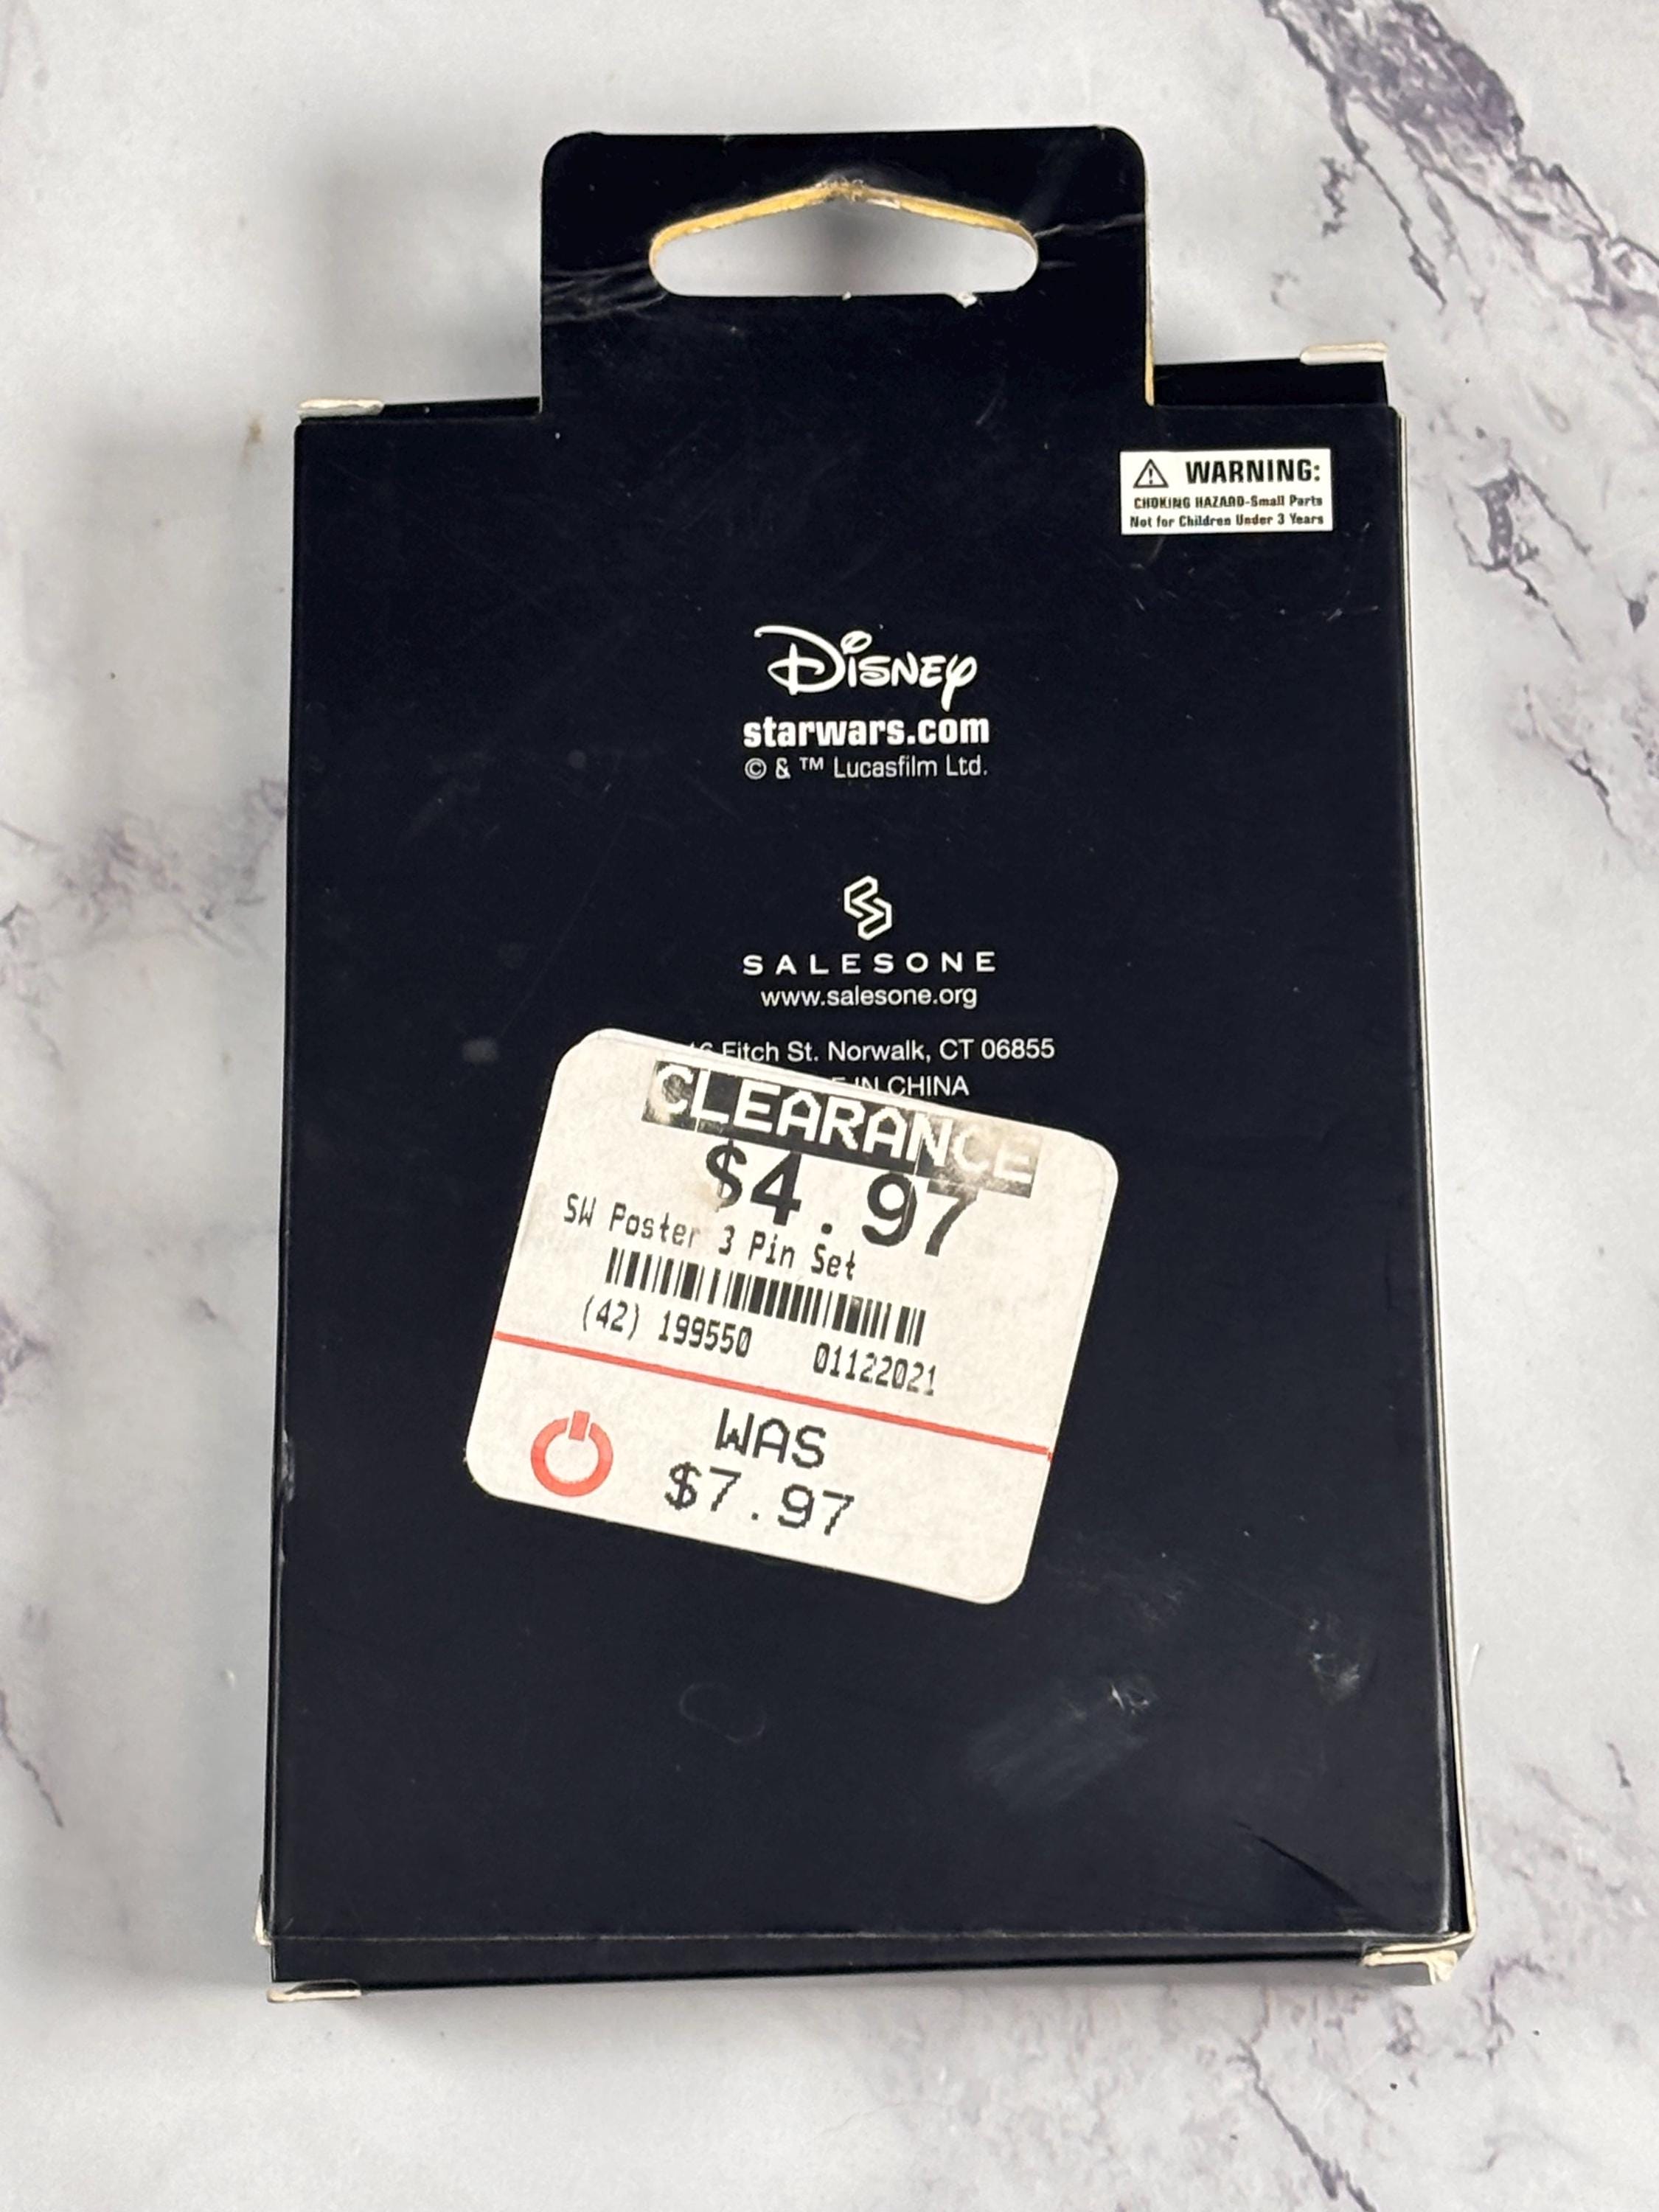 ⚠ WARNING:
CHOKING HAZARD-Small Parts
Not for Children Under 3 Years
Disney
starwars.com
© & ™ Lucasfilm Ltd.
SALESONE
www.salesone.org
Fitch St. Norwalk, CT 06855
IN CHINA
CLEARANCE
$4.97
SW Poster 3 Pin Set
(42) 199550 01122021
WAS
$7.97